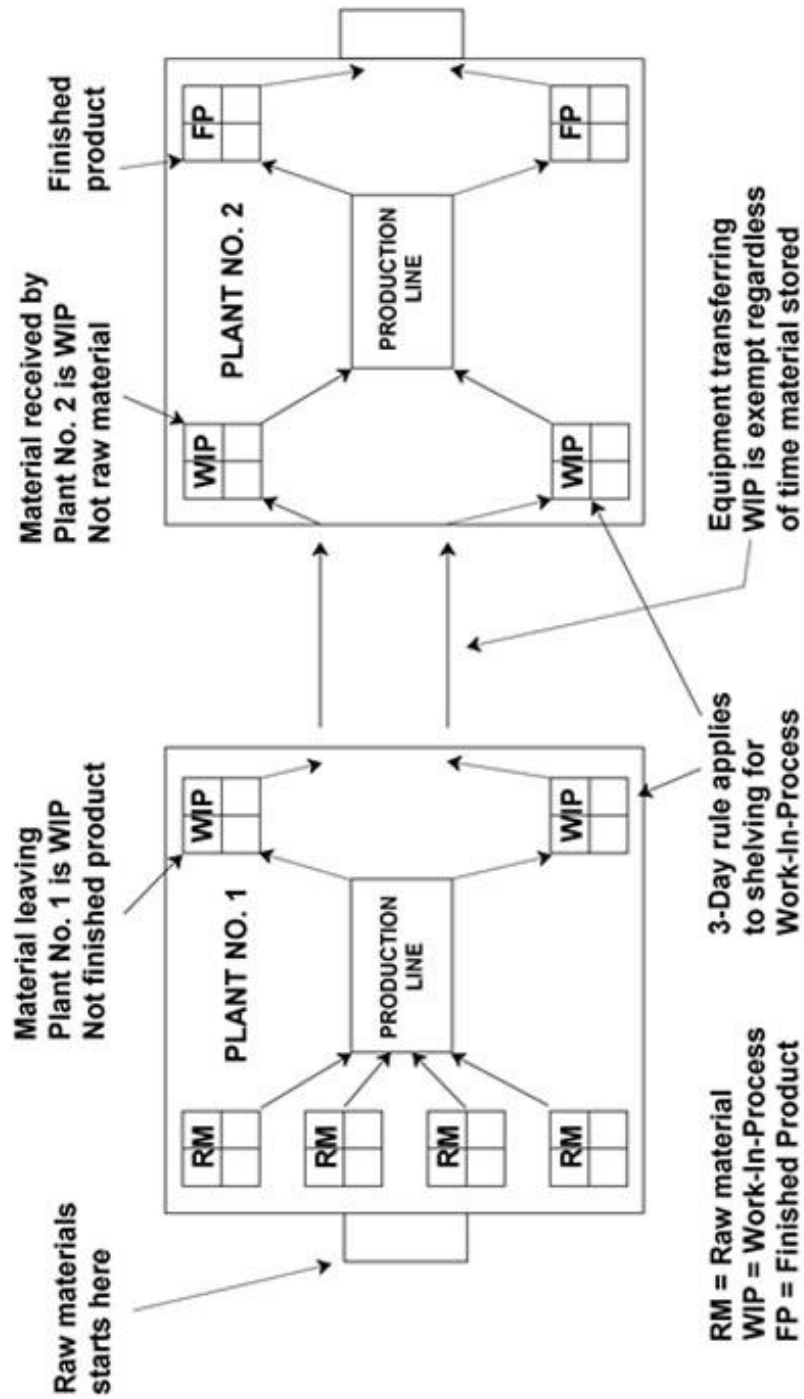 Raw materials
starts here
Material leaving
Plant No. 1 is WIP
Not finished product
Material received by
Plant No. 2 is WIP
Not raw material
Finished
product
PLANT NO. 1
RM
RM
RM
RM
PRODUCTION
LINE
WIP
WIP
PLANT NO. 2
WIP
WIP
PRODUCTION
LINE
FP
FP
RM = Raw material
WIP = Work-In-Process
FP = Finished Product
3-Day rule applies
to shelving for
Work-In-Process
Equipment transferring
WIP is exempt regardless
of time material stored